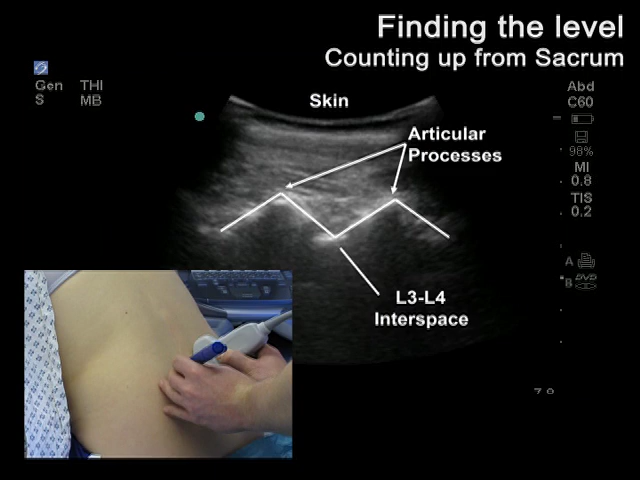 Finding the level
Counting up from Sacrum
Gen THI
S MB
Skin
Abd
C60
Articular
Processes
98%
MI
0.8
TIS
0.2
A
DVD
B
L3-L4
Interspace